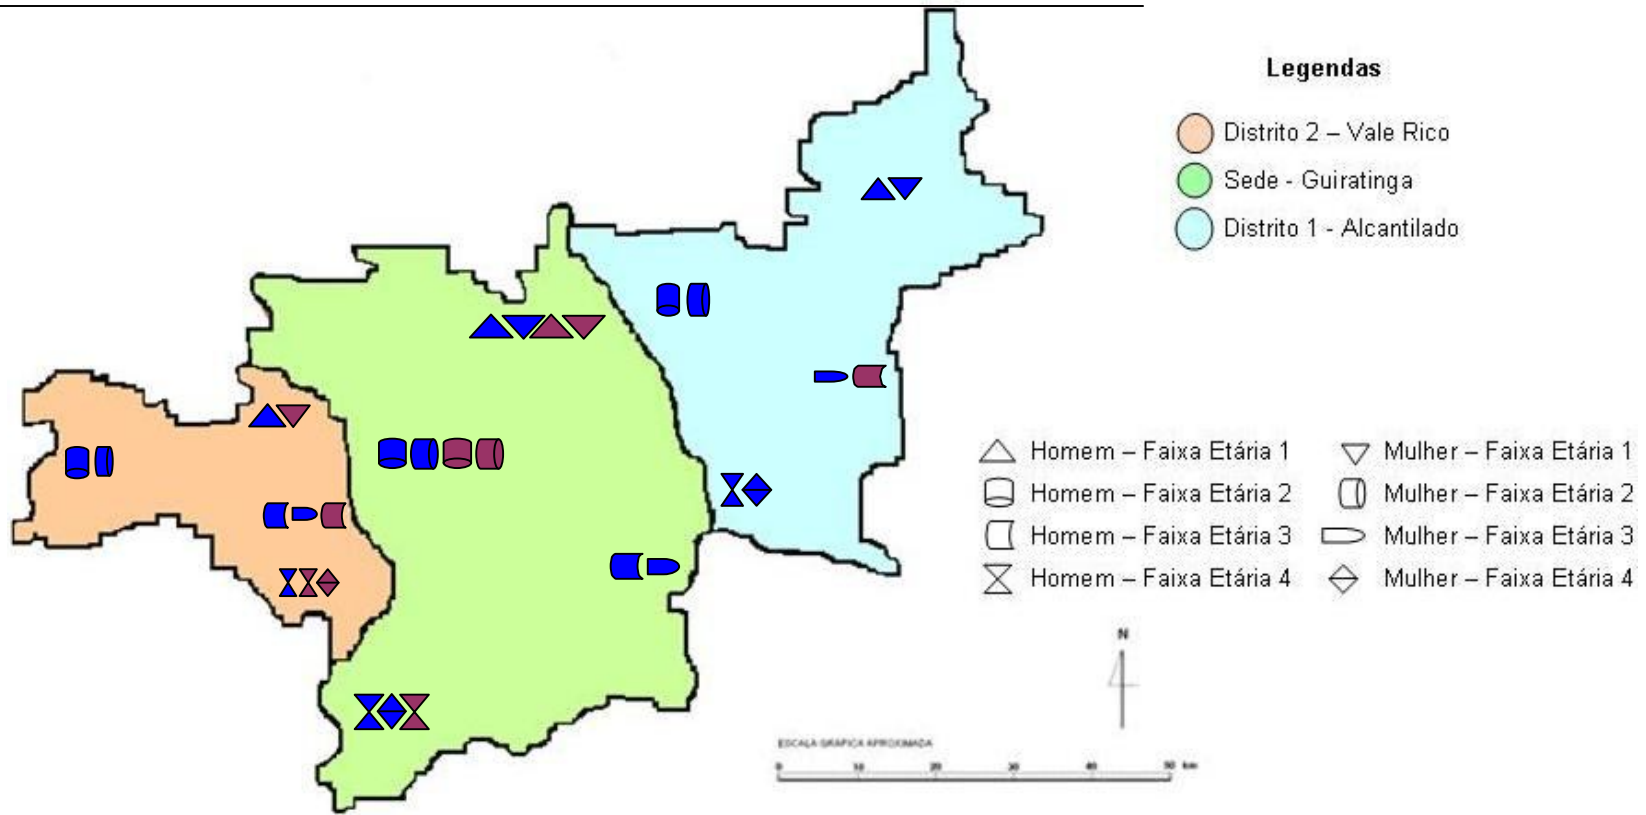 Legendas
Distrito 2 – Vale Rico
Sede - Guiratinga
Distrito 1 - Alcantilado
Homem – Faixa Etária 1
Mulher – Faixa Etária 1
Homem – Faixa Etária 2
Mulher – Faixa Etária 2
Homem – Faixa Etária 3
Mulher – Faixa Etária 3
Homem – Faixa Etária 4
Mulher – Faixa Etária 4
N
ESCALA GRÁFICA APROXIMADA
0 10 20 30 40 50 km